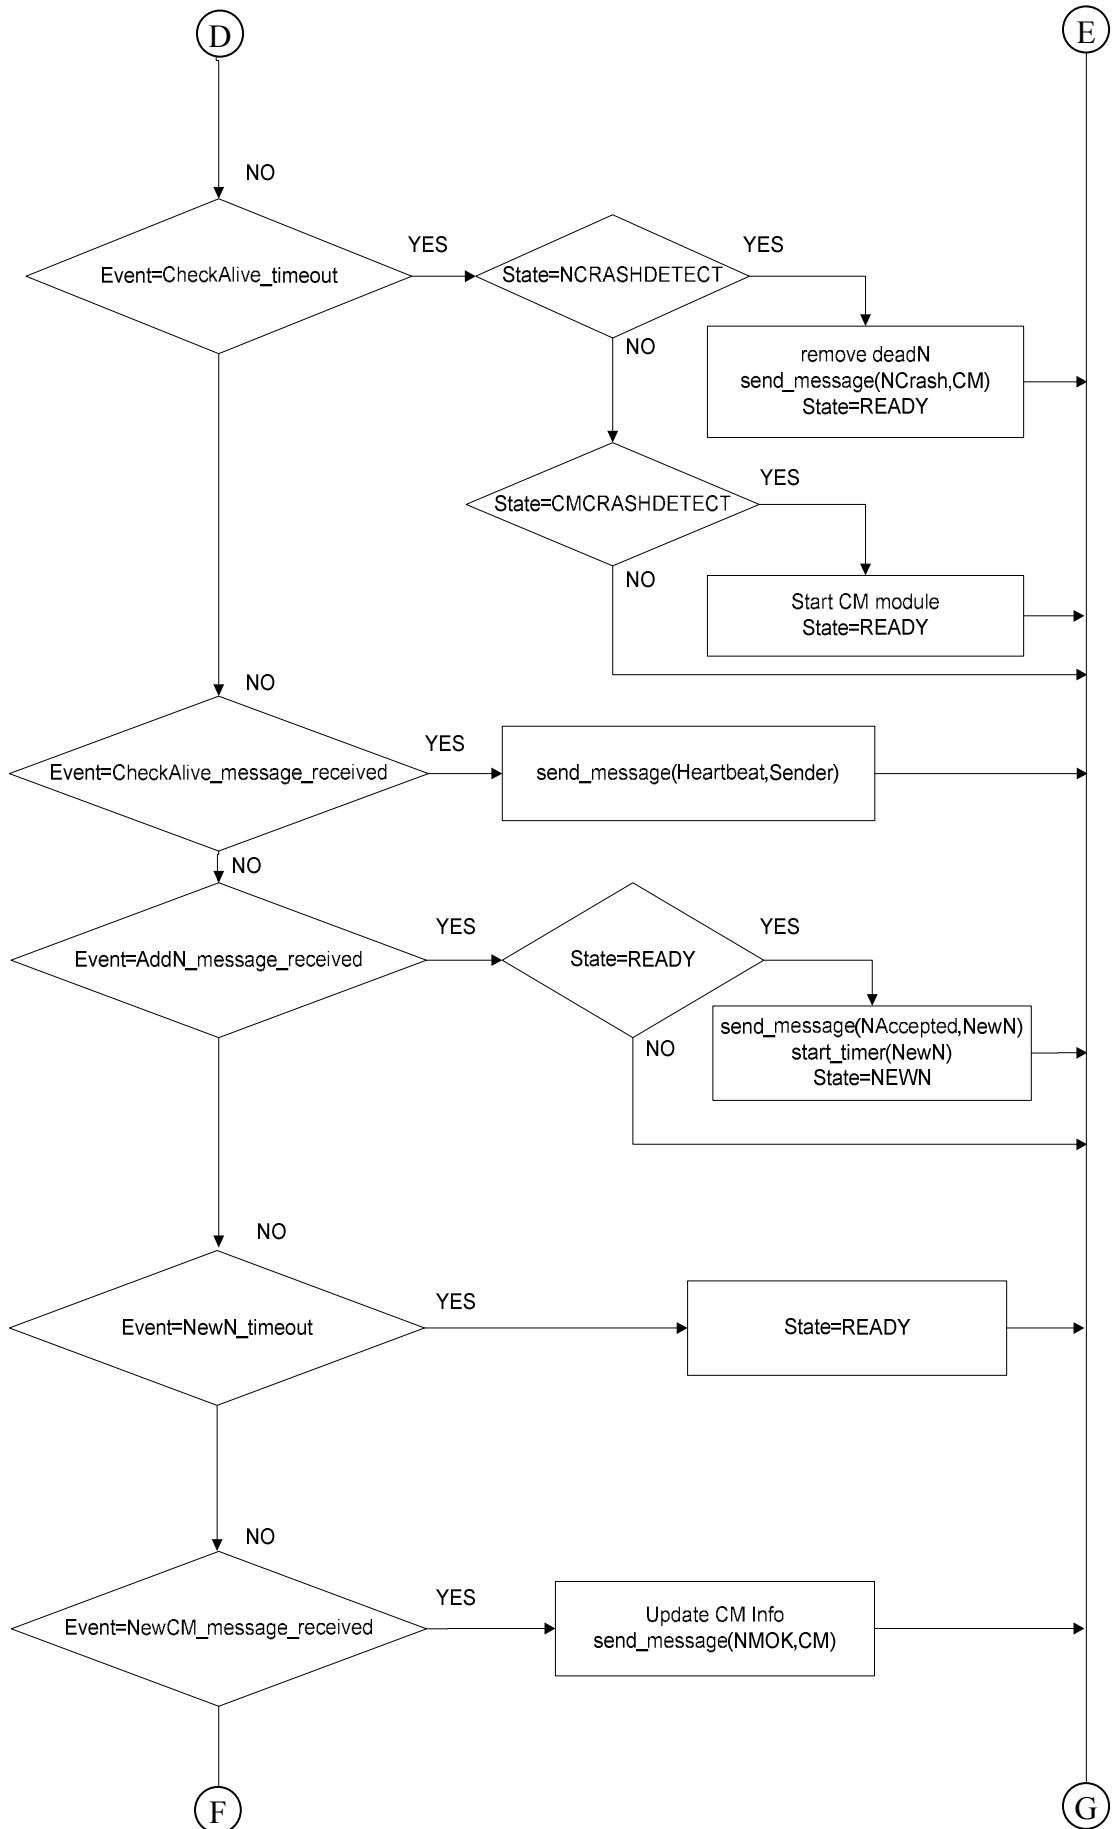 D
E
NO
YES
YES
Event=CheckAlive_timeout
State=NCRASHDETECT
NO
remove deadN
send_message(NCrash,CM)
State=READY
YES
State=CMCRASHDETECT
NO
Start CM module
State=READY
NO
YES
Event=CheckAlive_message_received
send_message(Heartbeat,Sender)
NO
YES
YES
Event=AddN_message_received
State=READY
send_message(NAccepted,NewN)
start_timer(NewN)
State=NEWN
NO
NO
YES
Event=NewN_timeout
State=READY
NO
YES
Event=NewCM_message_received
Update CM Info
send_message(NMOK,CM)
F
G